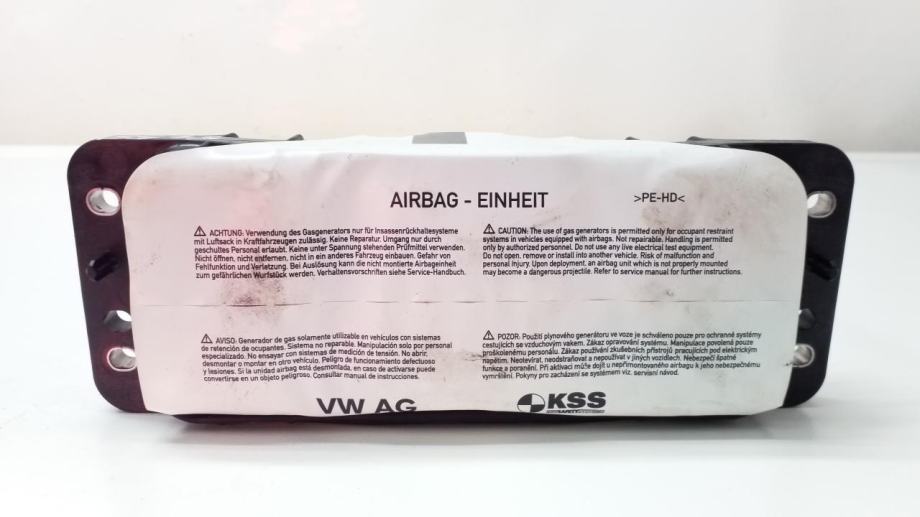 AIRBAG - EINHEIT
>PE-HD<
ACHTUNG: Verwendung des Gasgenerators nur für Insassenrückhaltesysteme
mit Luftsack in Kraftfahrzeugen zulässig. Keine Reparatur. Umgang nur durch
geschultes Personal erlaubt. Keine unter Spannung stehenden Prüfmittel verwenden.
Nicht öffnen, nicht entfernen, nicht in ein anderes Fahrzeug einbauen. Gefahr von
Fehlfunktion und Verletzung. Bei Auslösung kann die nicht montierte Airbageinheit
zum gefährlichen Wurfstück werden. Verhaltensvorschriften siehe Service-Handbuch.
CAUTION: The use of gas generators is permitted only for occupant restraint
systems in vehicles equipped with airbags. Not repairable. Handling is permitted
only by authorized personnel. Do not use any live electrical test equipment.
Do not open, remove or install into another vehicle. Risk of malfunction and
personal injury. Upon deployment, an airbag unit which is not properly mounted
may become a dangerous projectile. Refer to service manual for further instructions.
AVISO: Generador de gas solamente utilizable en vehículos con sistemas
de retención de ocupantes. Sistema no reparable. Manipulación solo por personal
especializado. No ensayar con sistemas de medición de tensión. No abrir,
desmontar o montar en otro vehículo. Peligro de funcionamiento defectuoso
y lesiones. Si la unidad airbag está desmontada, en caso de activarse puede
convertirse en un objeto peligroso. Consultar manual de instrucciones.
POZOR: Použití plynového generátoru ve voze je schváleno pouze pro ochranné systémy
cestujících se vzduchovým vakem. Zákaz opravování systému. Manipulace povolená pouze
proškolenému personálu. Zákaz používání zkušebních přístrojů pracujících pod elektrickým
napětím. Neotevírat, neodstraňovat a nepoužívat v jiných vozidlech. Nebezpečí špatné
funkce a poranění. Při aktivaci může dojít u nepřimontovaného airbagu k jeho nebezpečnému
vymrštění. Pokyny pro zacházení se systémem viz. servisní návod.
VW AG
KSS
SAFETY SYSTEMS